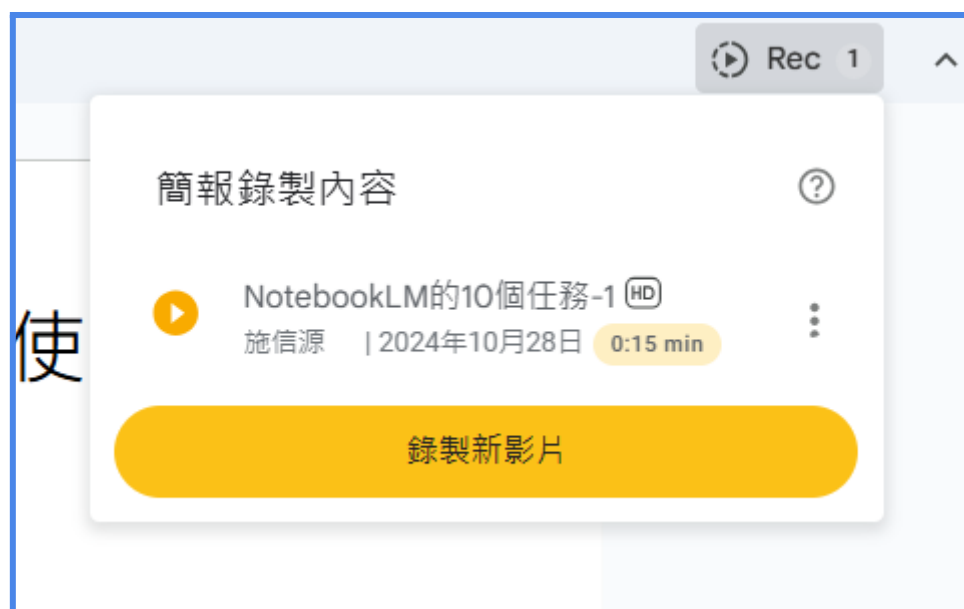 Rec 1
簡報錄製內容
使
NotebookLM的10個任務-1 HD
施信源 | 2024年10月28日 0:15 min
錄製新影片